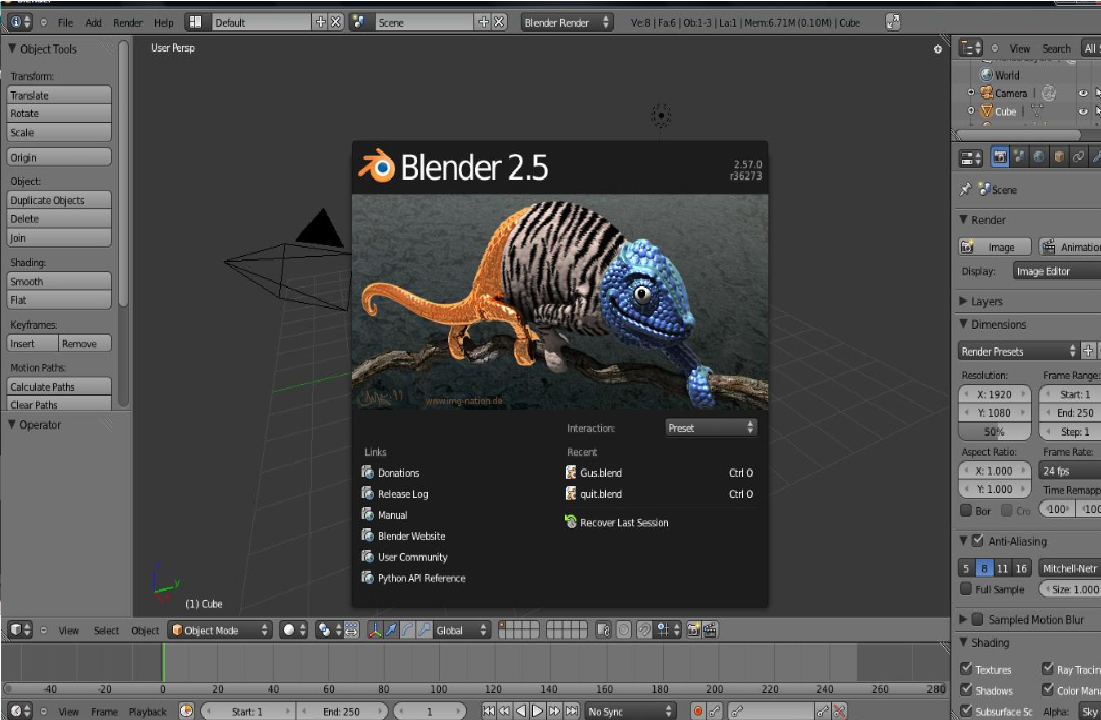 File Add Render Help Default Scene Blender Render Ve:8 | Fa:6 | Ob:1-3 | La:1 | Mem:6.71M (0.10M) | Cube
Object Tools
Transform:
Translate
Rotate
Scale
Origin
Object:
Duplicate Objects
Delete
Join
Shading:
Smooth
Flat
Keyframes:
Insert Remove
Motion Paths:
Calculate Paths
Clear Paths
Operator
User Persp
Blender 2.5
2.57.0
r36273
www.img-nation.de
Interaction: Preset
Links
Donations
Release Log
Manual
Blender Website
User Community
Python API Reference
Recent
Gus.blend Ctrl O
quit.blend Ctrl O
Recover Last Session
(1) Cube
View Search All
World
Camera
Cube
Scene
Render
Image Animation
Display: Image Editor
Layers
Dimensions
Render Presets
Resolution: Frame Range:
X: 1920 Start: 1
Y: 1080 End: 250
50% Step: 1
Aspect Ratio: Frame Rate:
X: 1.000 24 fps
Y: 1.000 Time Remapp
Bor Cro 100 100
Anti-Aliasing
5 8 11 16 Mitchell-Netr
Full Sample Size: 1.000
Sampled Motion Blur
Shading
Textures Ray Tracin
Shadows Color Mana
Subsurface Sc Alpha: Sky
View Select Object Object Mode Global
-40 -20 0 20 40 60 80 100 120 140 160 180 200 220 240 260 280
View Frame Playback Start: 1 End: 250 1 No Sync